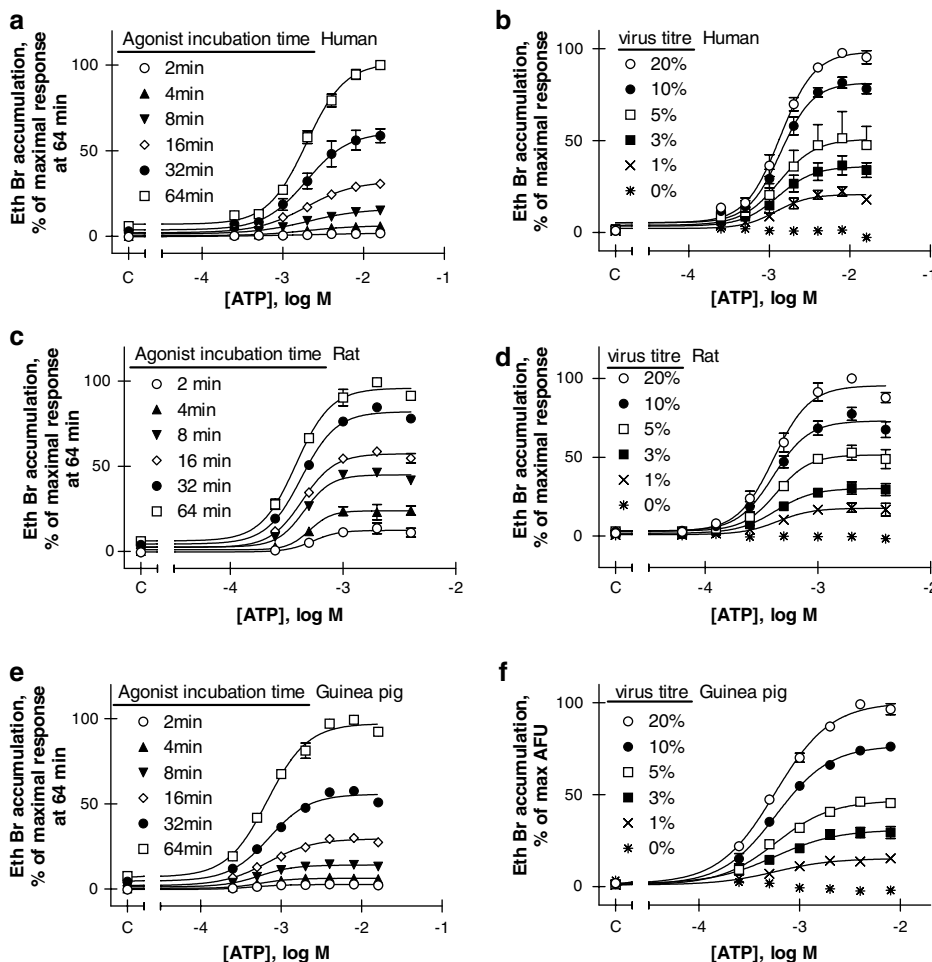 a
Agonist incubation time Human
2min
4min
8min
16min
32min
64min
Eth Br accumulation,
% of maximal response
at 64 min
100
50
0
C
-4
-3
-2
-1
[ATP], log M
b
virus titre Human
20%
10%
5%
3%
1%
0%
Eth Br accumulation,
% of maximal response
100
50
0
C
-4
-3
-2
-1
[ATP], log M
c
Agonist incubation time Rat
2 min
4min
8 min
16 min
32 min
64 min
Eth Br accumulation,
% of maximal response
at 64 min
100
50
0
C
-4
-3
-2
[ATP], log M
d
virus titre Rat
20%
10%
5%
3%
1%
0%
Eth Br accumulation,
% of maximal response
100
50
0
C
-4
-3
-2
[ATP], log M
e
Agonist incubation time Guinea pig
2min
4min
8min
16min
32min
64min
Eth Br accumulation,
% of maximal response
at 64 min
100
50
0
C
-4
-3
-2
-1
[ATP], log M
f
virus titre Guinea pig
20%
10%
5%
3%
1%
0%
Eth Br accumulation,
% of max AFU
100
50
0
C
-4
-3
-2
[ATP], log M